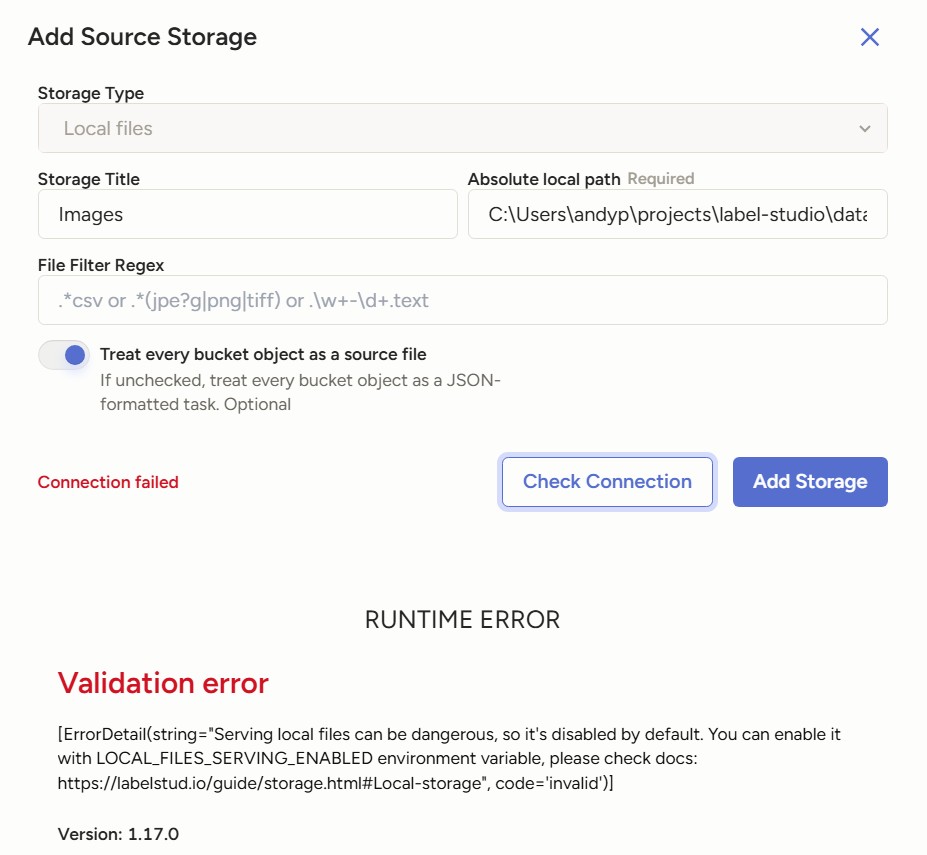 Add Source Storage
Storage Type
Local files
Storage Title
Absolute local path Required
Images
C:\Users\andyp\projects\label-studio\data
File Filter Regex
.*csv or .*(jpe?g|png|tiff) or .\w+-\d+.text
Treat every bucket object as a source file
If unchecked, treat every bucket object as a JSON-
formatted task. Optional
Connection failed
Check Connection
Add Storage
RUNTIME ERROR
Validation error
[ErrorDetail(string="Serving local files can be dangerous, so it's disabled by default. You can enable it
with LOCAL_FILES_SERVING_ENABLED environment variable, please check docs:
https://labelstud.io/guide/storage.html#Local-storage", code='invalid')]
Version: 1.17.0